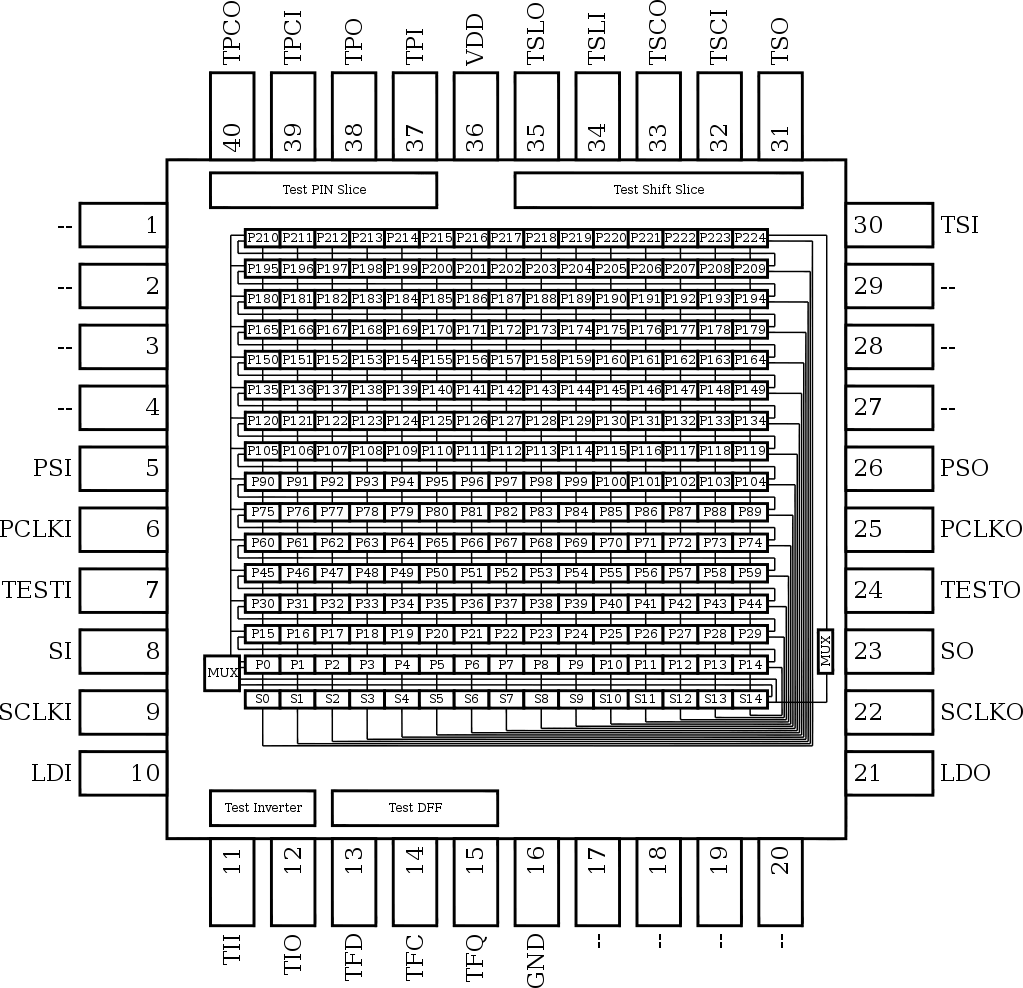 TPCO TPCI TPO TPI VDD TSLO TSLI TSCO TSCI TSO
40 39 38 37 36 35 34 33 32 31
Test PIN Slice Test Shift Slice
-- 1 30 TSI
-- 2 29 --
-- 3 28 --
-- 4 27 --
PSI 5 26 PSO
PCLKI 6 25 PCLKO
TESTI 7 24 TESTO
SI 8 23 SO
SCLKI 9 22 SCLKO
LDI 10 21 LDO
P210 P211 P212 P213 P214 P215 P216 P217 P218 P219 P220 P221 P222 P223 P224
P195 P196 P197 P198 P199 P200 P201 P202 P203 P204 P205 P206 P207 P208 P209
P180 P181 P182 P183 P184 P185 P186 P187 P188 P189 P190 P191 P192 P193 P194
P165 P166 P167 P168 P169 P170 P171 P172 P173 P174 P175 P176 P177 P178 P179
P150 P151 P152 P153 P154 P155 P156 P157 P158 P159 P160 P161 P162 P163 P164
P135 P136 P137 P138 P139 P140 P141 P142 P143 P144 P145 P146 P147 P148 P149
P120 P121 P122 P123 P124 P125 P126 P127 P128 P129 P130 P131 P132 P133 P134
P105 P106 P107 P108 P109 P110 P111 P112 P113 P114 P115 P116 P117 P118 P119
P90 P91 P92 P93 P94 P95 P96 P97 P98 P99 P100 P101 P102 P103 P104
P75 P76 P77 P78 P79 P80 P81 P82 P83 P84 P85 P86 P87 P88 P89
P60 P61 P62 P63 P64 P65 P66 P67 P68 P69 P70 P71 P72 P73 P74
P45 P46 P47 P48 P49 P50 P51 P52 P53 P54 P55 P56 P57 P58 P59
P30 P31 P32 P33 P34 P35 P36 P37 P38 P39 P40 P41 P42 P43 P44
P15 P16 P17 P18 P19 P20 P21 P22 P23 P24 P25 P26 P27 P28 P29
P0 P1 P2 P3 P4 P5 P6 P7 P8 P9 P10 P11 P12 P13 P14
MUX MUX
S0 S1 S2 S3 S4 S5 S6 S7 S8 S9 S10 S11 S12 S13 S14
Test Inverter Test DFF
11 12 13 14 15 16 17 18 19 20
TII TIO TFD TFC TFQ GND -- -- -- --